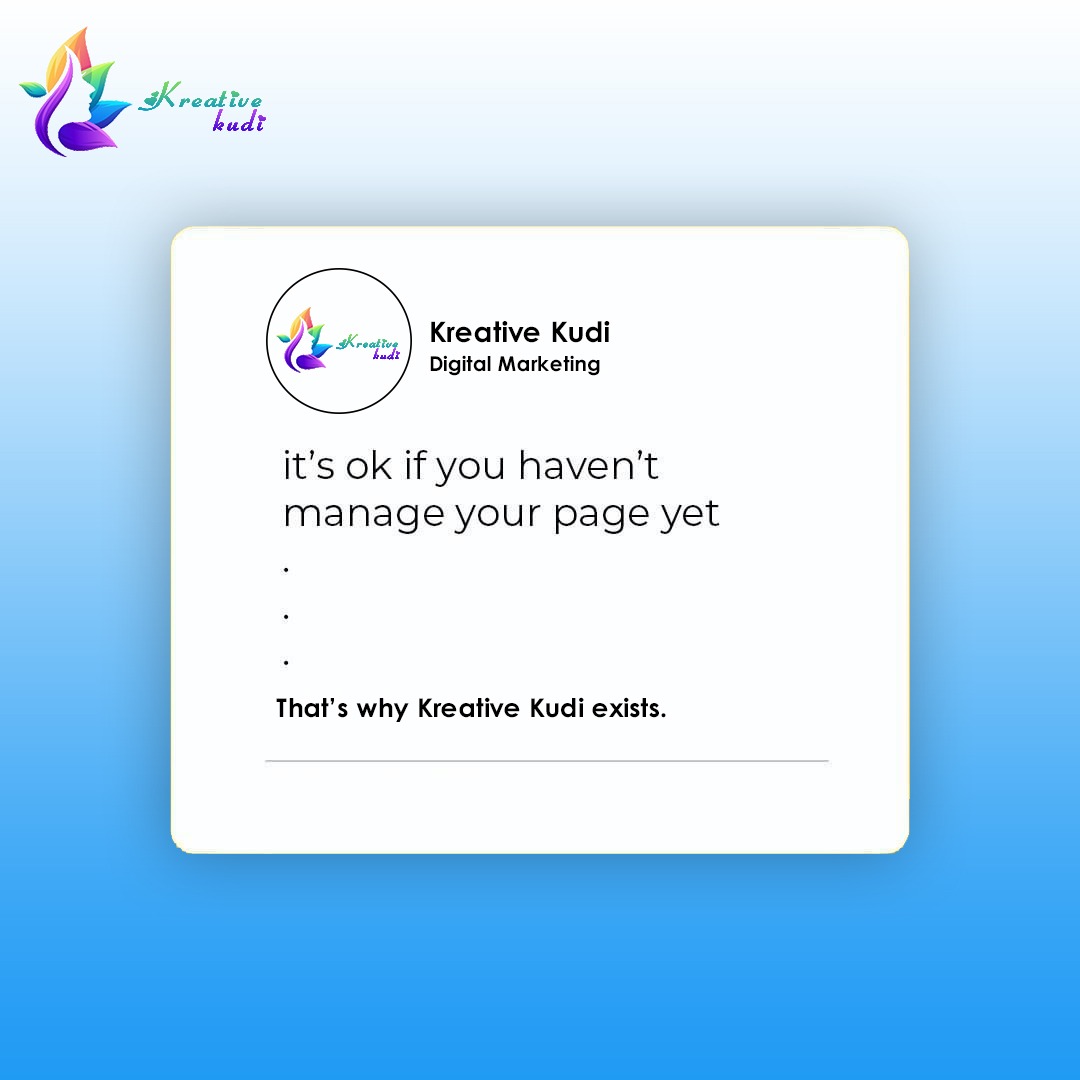 Kreative
kudi
Kreative
kudi
Kreative Kudi
Digital Marketing
it’s ok if you haven’t
manage your page yet
.
.
.
That’s why Kreative Kudi exists.